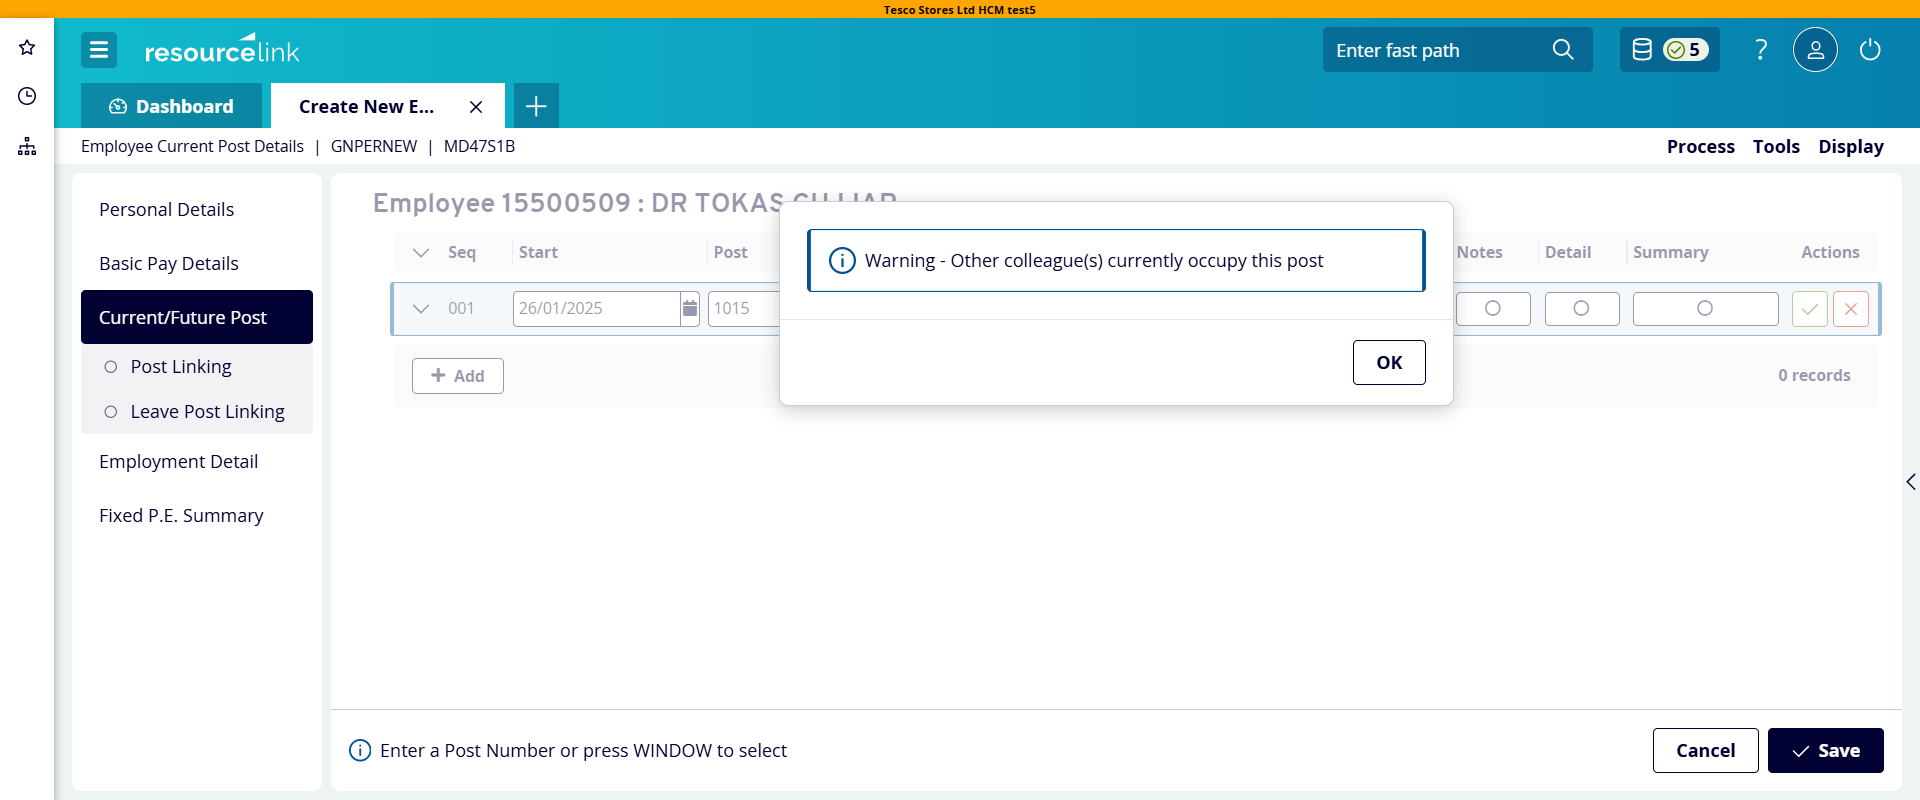 Tesco Stores Ltd HCM test5
resourcelink
Enter fast path
5
?
Dashboard
Create New E...
Employee Current Post Details | GNPERNEW | MD47S1B
Process Tools Display
Personal Details
Basic Pay Details
Current/Future Post
Post Linking
Leave Post Linking
Employment Detail
Fixed P.E. Summary
Employee 15500509 : DR TOKAS
Seq Start Post Notes Detail Summary Actions
001 26/01/2025 1015
Add
0 records
Warning - Other colleague(s) currently occupy this post
OK
Enter a Post Number or press WINDOW to select
Cancel Save